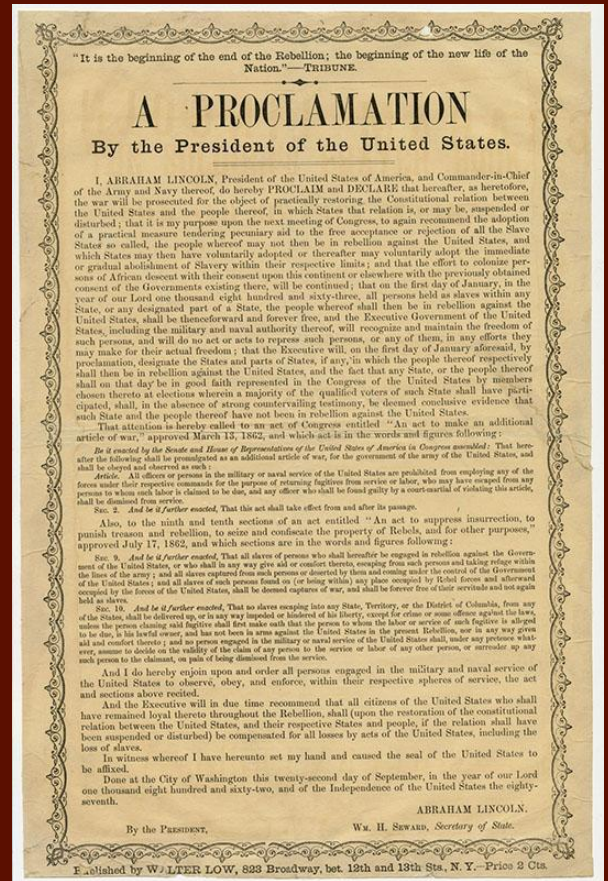 "It is the beginning of the end of the Rebellion; the beginning of the new life of the
Nation."—TRIBUNE.
A PROCLAMATION
By the President of the United States.
I, ABRAHAM LINCOLN, President of the United States of America, and Commander-in-Chief
of the Army and Navy thereof, do hereby PROCLAIM and DECLARE that hereafter, as heretofore,
the war will be prosecuted for the object of practically restoring the Constitutional relation between
the United States and the people thereof, in which States that relation is, or may be, suspended or
disturbed; that it is my purpose upon the next meeting of Congress, to again recommend the adoption
of a practical measure tendering pecuniary aid to the free acceptance or rejection of all the Slave
States so called, the people whereof may not then be in rebellion against the United States, and
which States may then have voluntarily adopted or thereafter may voluntarily adopt the immediate
or gradual abolishment of Slavery within their respective limits; and that the effort to colonize per-
sons of African descent with their consent upon this continent or elsewhere with the previously obtained
consent of the Governments existing there, will be continued; that on the first day of January, in the
year of our Lord one thousand eight hundred and sixty-three, all persons held as slaves within any
State, or any designated part of a State, the people whereof shall then be in rebellion against the
United States, shall be thenceforward and forever free, and the Executive Government of the United
States, including the military and naval authority thereof, will recognize and maintain the freedom of
such persons, and will do no act or acts to repress such persons, or any of them, in any efforts they
may make for their actual freedom; that the Executive will, on the first day of January aforesaid, by
proclamation, designate the States and parts of States, if any, in which the people thereof respectively
shall then be in rebellion against the United States, and the fact that any State, or the people thereof
shall on that day be in good faith represented in the Congress of the United States by members
chosen thereto at elections wherein a majority of the qualified voters of such State shall have parti-
cipated, shall, in the absence of strong countervailing testimony, be deemed conclusive evidence that
such State and the people thereof have not been in rebellion against the United States.
That attention is hereby called to an act of Congress entitled "An act to make an additional
article of war," approved March 13, 1862, and which act is in the words and figures following:
Be it enacted by the Senate and House of Representatives of the United States of America in Congress assembled: That here-
after the following shall be promulgated as an additional article of war, for the government of the army of the United States, and
shall be obeyed and observed as such:
Article. All officers or persons in the military or naval service of the United States are prohibited from employing any of the
forces under their respective commands for the purpose of returning fugitives from service or labor, who may have escaped from any
persons to whom such labor is claimed to be due, and any officer who shall be found guilty by a court-martial of violating this article,
shall be dismissed from service.
SEC. 2. And be it further enacted, That this act shall take effect from and after its passage.
Also, to the ninth and tenth sections of an act entitled "An act to suppress insurrection, to
punish treason and rebellion, to seize and confiscate the property of Rebels, and for other purposes,"
approved July 17, 1862, and which sections are in the words and figures following:
SEC. 9. And be it further enacted, That all slaves of persons who shall hereafter be engaged in rebellion against the Govern-
ment of the United States, or who shall in any way give aid or comfort thereto, escaping from such persons and taking refuge within
the lines of the army; and all slaves captured from such persons or deserted by them and coming under the control of the Government
of the United States; and all slaves of such persons found on (or being within) any place occupied by Rebel forces and afterward
occupied by the forces of the United States, shall be deemed captures of war, and shall be forever free of their servitude and not again
held as slaves.
SEC. 10. And be it further enacted, That no slaves escaping into any State, Territory, or the District of Columbia, from any
of the States, shall be delivered up, or in any way impeded or hindered of his liberty, except for crime or some offence against the laws,
unless the person claiming said fugitive shall first make oath that the person to whom the labor or service of such fugitive is alleged
to be due, is his lawful owner, and has not been in arms against the United States in the present Rebellion, nor in any way given
aid and comfort thereto; and no person engaged in the military or naval service of the United States shall, under any pretence what-
ever, assume to decide on the validity of the claim of any person to the service or labor of any other person, or surrender up any
such person to the claimant, on pain of being dismissed from the service.
And I do hereby enjoin upon and order all persons engaged in the military and naval service of
the United States to observe, obey, and enforce, within their respective spheres of service, the act
and sections above recited.
And the Executive will in due time recommend that all citizens of the United States who shall
have remained loyal thereto throughout the Rebellion, shall (upon the restoration of the constitutional
relation between the United States, and their respective States and people, if the relation shall have
been suspended or disturbed) be compensated for all losses by acts of the United States, including the
loss of slaves.
In witness whereof I have hereunto set my hand and caused the seal of the United States to
be affixed.
Done at the City of Washington this twenty-second day of September, in the year of our Lord
one thousand eight hundred and sixty-two, and of the Independence of the United States the eighty-
seventh.
ABRAHAM LINCOLN.
By the PRESIDENT,
WM. H. SEWARD, Secretary of State.
Published by WALTER LOW, 823 Broadway, bet. 12th and 13th Sts., N. Y.—Price 2 Cts.